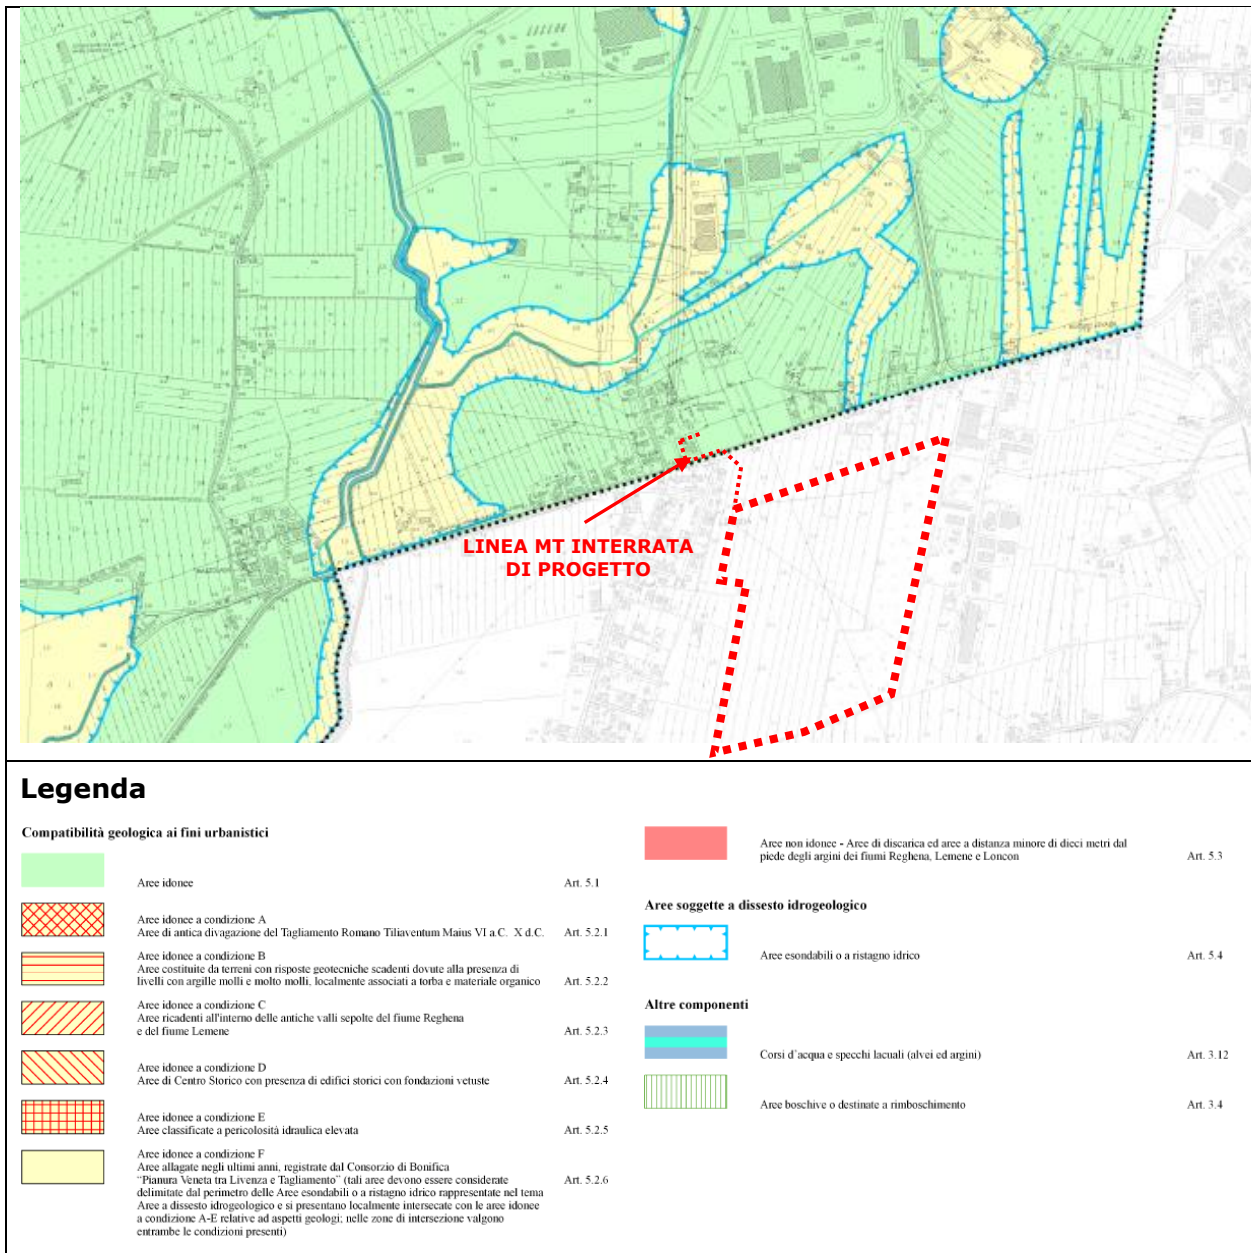 LINEA MT INTERRATA
DI PROGETTO
Legenda
Compatibilità geologica ai fini urbanistici
Aree idonee Art. 5.1
Aree idonee a condizione A
Aree di antica divagazione del Tagliamento Romano Tiliaventum Maius VI a.C. X d.C. Art. 5.2.1
Aree idonee a condizione B
Aree costituite da terreni con risposte geotecniche scadenti dovute alla presenza di
livelli con argille molli e molto molli, localmente associati a torba e materiale organico Art. 5.2.2
Aree idonee a condizione C
Aree ricadenti all'interno delle antiche valli sepolte del fiume Reghena
e del fiume Lemene Art. 5.2.3
Aree idonee a condizione D
Aree di Centro Storico con presenza di edifici storici con fondazioni vetuste Art. 5.2.4
Aree idonee a condizione E
Aree classificate a pericolosità idraulica elevata Art. 5.2.5
Aree idonee a condizione F
Aree allagate negli ultimi anni, registrate dal Consorzio di Bonifica
"Pianura Veneta tra Livenza e Tagliamento" (tali aree devono essere considerate Art. 5.2.6
delimitate dal perimetro delle Aree esondabili o a ristagno idrico rappresentate nel tema
Aree a dissesto idrogeologico e si presentano localmente intersecate con le aree idonee
a condizione A-E relative ad aspetti geologi; nelle zone di intersezione valgono
entrambe le condizioni presenti)
Aree non idonee - Aree di discarica ed aree a distanza minore di dieci metri dal
piede degli argini dei fiumi Reghena, Lemene e Loncon Art. 5.3
Aree soggette a dissesto idrogeologico
Aree esondabili o a ristagno idrico Art. 5.4
Altre componenti
Corsi d'acqua e specchi lacuali (alvei ed argini) Art. 3.12
Aree boschive o destinate a rimboschimento Art. 3.4